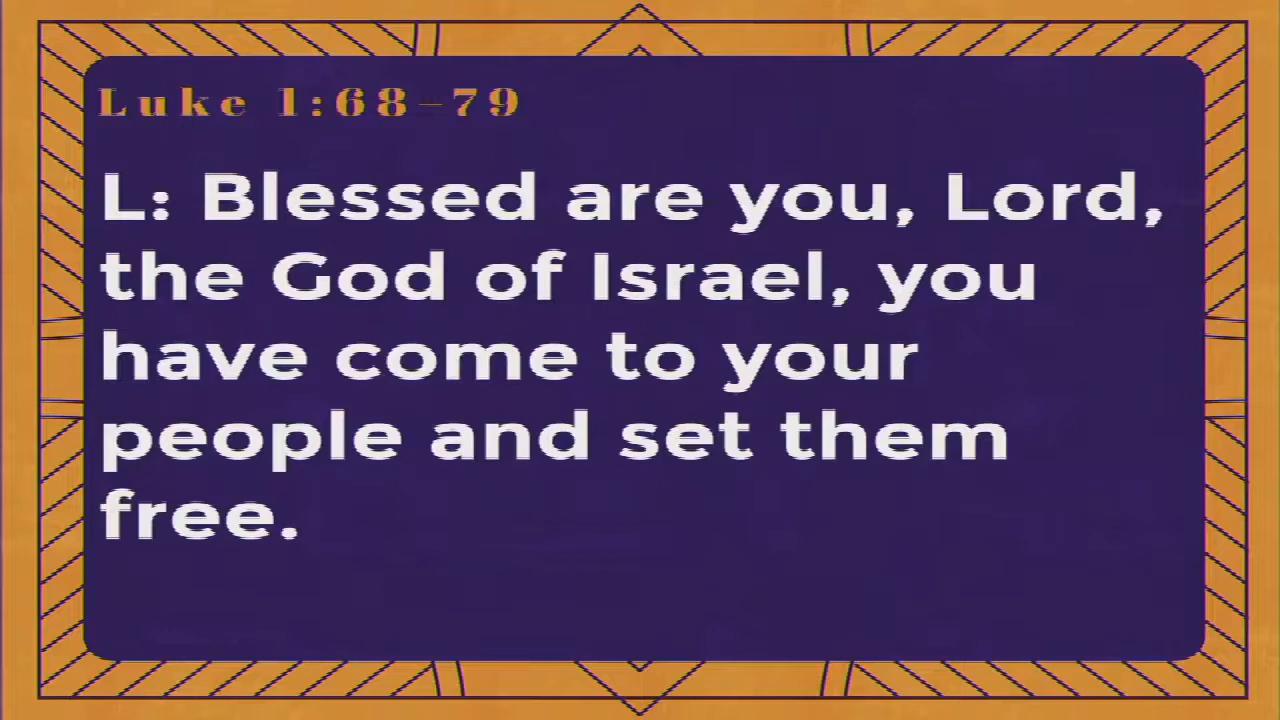 Luke 1:68–79
L: Blessed are you, Lord,
the God of Israel, you
have come to your
people and set them
free.